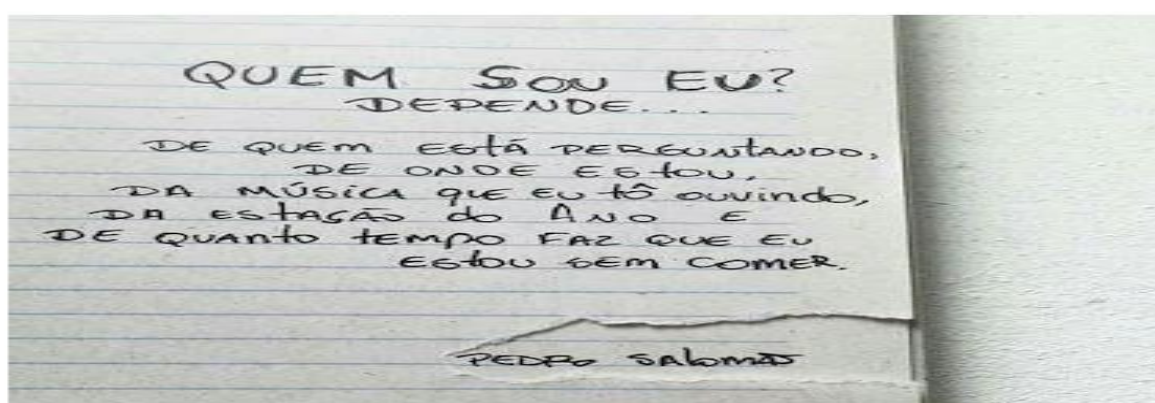 QUEM SOU EU?
DEPENDE...
DE QUEM ESTÁ PERGUNTANDO,
DE ONDE ESTOU,
DA MÚSICA QUE EU TÔ OUVINDO,
DA ESTAÇÃO do ANO E
DE QUANTO TEMPO FAZ QUE EU
ESTOU SEM COMER.
PEDRO SALOMÃO